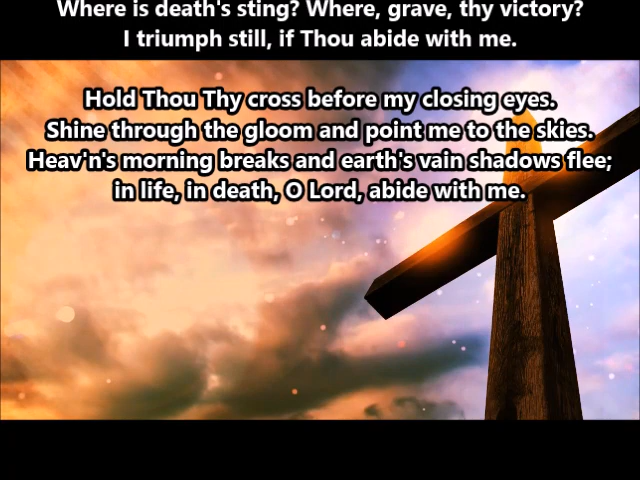 Where is death's sting? Where, grave, thy victory?
I triumph still, if Thou abide with me.
Hold Thou Thy cross before my closing eyes.
Shine through the gloom and point me to the skies.
Heav'n's morning breaks and earth's vain shadows flee;
in life, in death, O Lord, abide with me.